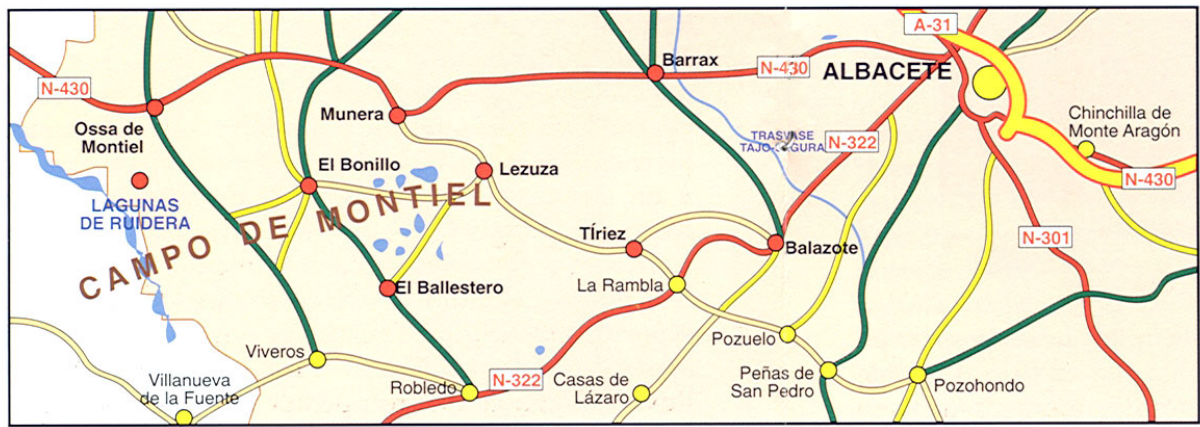 A-31
N-430
Barrax
N-430
ALBACETE
Munera
Ossa de
Montiel
Chinchilla de
Monte Aragón
TRASVASE
TAJO-SEGURA
N-322
El Bonillo
Lezuza
N-430
LAGUNAS
DE RUIDERA
CAMPO DE MONTIEL
TÍriez
Balazote
N-301
El Ballestero
La Rambla
Pozuelo
Viveros
Villanueva
de la Fuente
Robledo
N-322
Casas de
Lázaro
Peñas de
San Pedro
Pozohondo